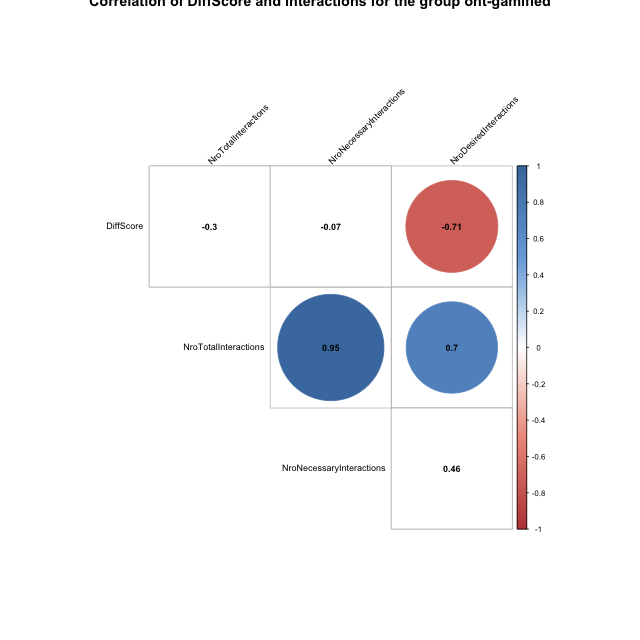 Correlation of DiffScore and Interactions for the group ont-gamified
NroTotalInteractions
NroNecessaryInteractions
NroDesiredInteractions
DiffScore
-0.3
-0.07
-0.71
NroTotalInteractions
0.95
0.7
NroNecessaryInteractions
0.46
1
0.8
0.6
0.4
0.2
0
-0.2
-0.4
-0.6
-0.8
-1